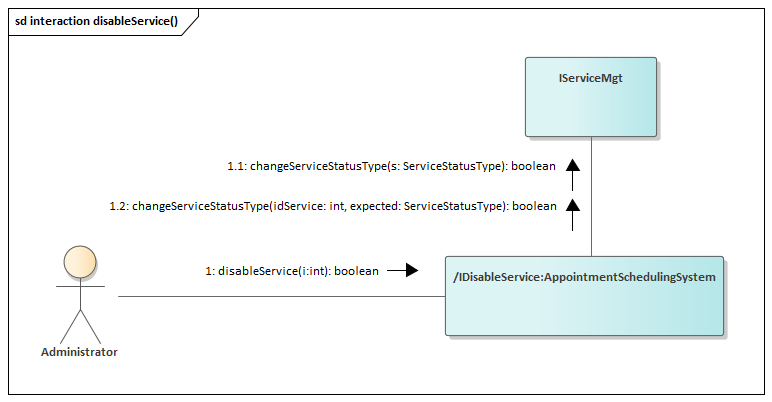 sd interaction disableService()
IServiceMgt
1.1: changeServiceStatusType(s: ServiceStatusType): boolean
1.2: changeServiceStatusType(idService: int, expected: ServiceStatusType): boolean
1: disableService(i:int): boolean
/IDisableService:AppointmentSchedulingSystem
Administrator